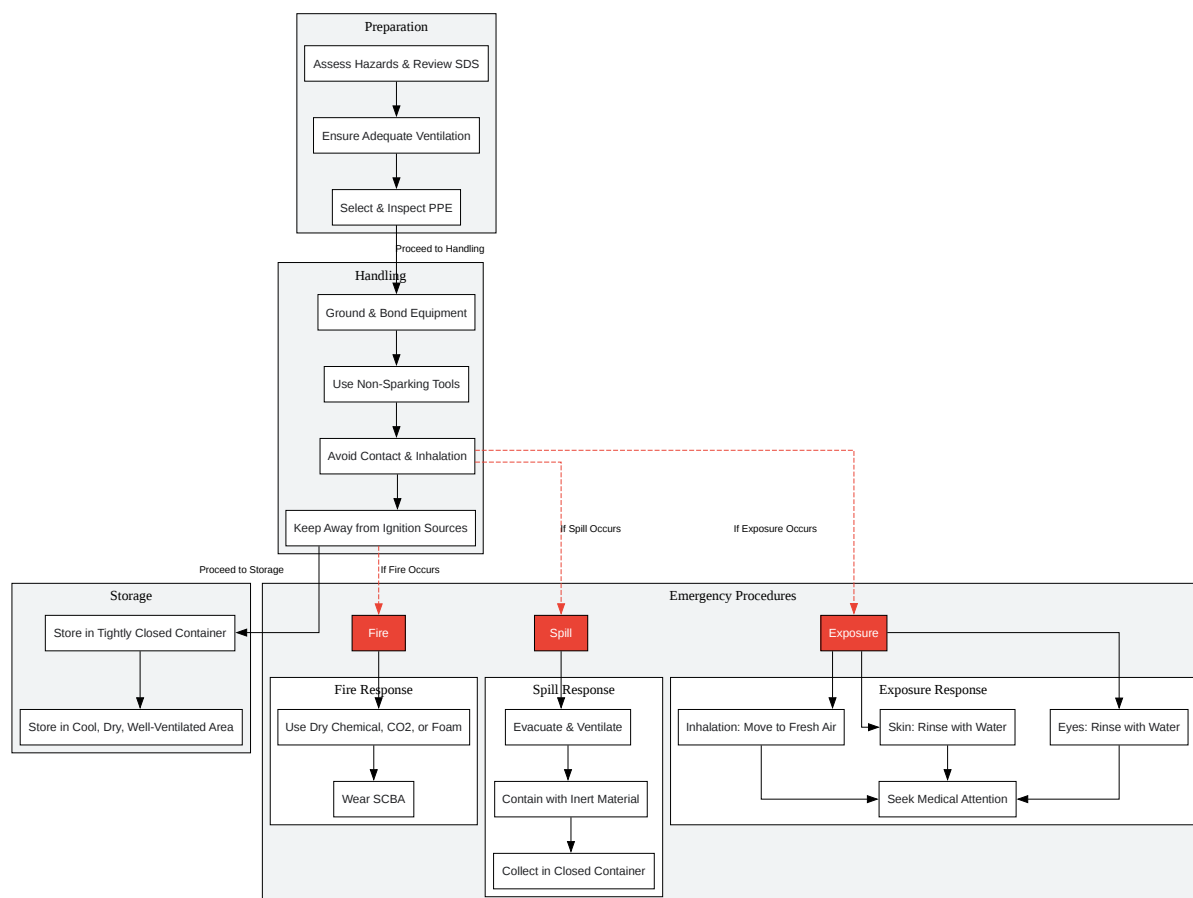 Preparation
Assess Hazards & Review SDS
Ensure Adequate Ventilation
Select & Inspect PPE
Proceed to Handling
Handling
Ground & Bond Equipment
Use Non-Sparking Tools
Avoid Contact & Inhalation
Keep Away from Ignition Sources
If Spill Occurs
If Exposure Occurs
Proceed to Storage
If Fire Occurs
Storage
Store in Tightly Closed Container
Store in Cool, Dry, Well-Ventilated Area
Emergency Procedures
Fire
Spill
Exposure
Fire Response
Use Dry Chemical, CO2, or Foam
Wear SCBA
Spill Response
Evacuate & Ventilate
Contain with Inert Material
Collect in Closed Container
Exposure Response
Inhalation: Move to Fresh Air
Skin: Rinse with Water
Eyes: Rinse with Water
Seek Medical Attention